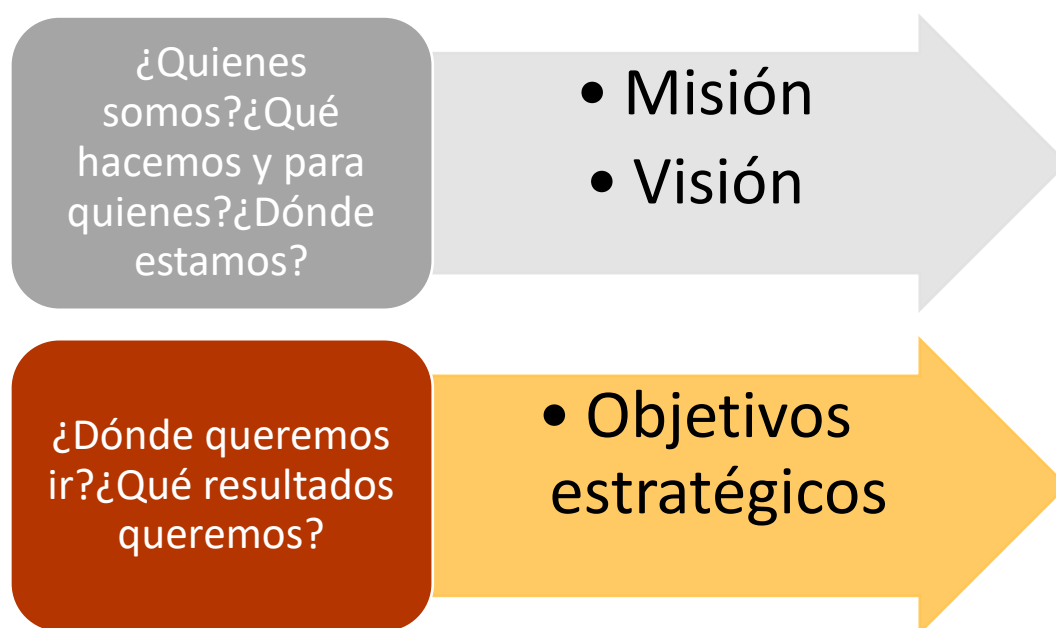 ¿Quienes
somos?¿Qué
hacemos y para
quienes?¿Dónde
estamos?
• Misión
• Visión
¿Dónde queremos
ir?¿Qué resultados
queremos?
• Objetivos
estratégicos